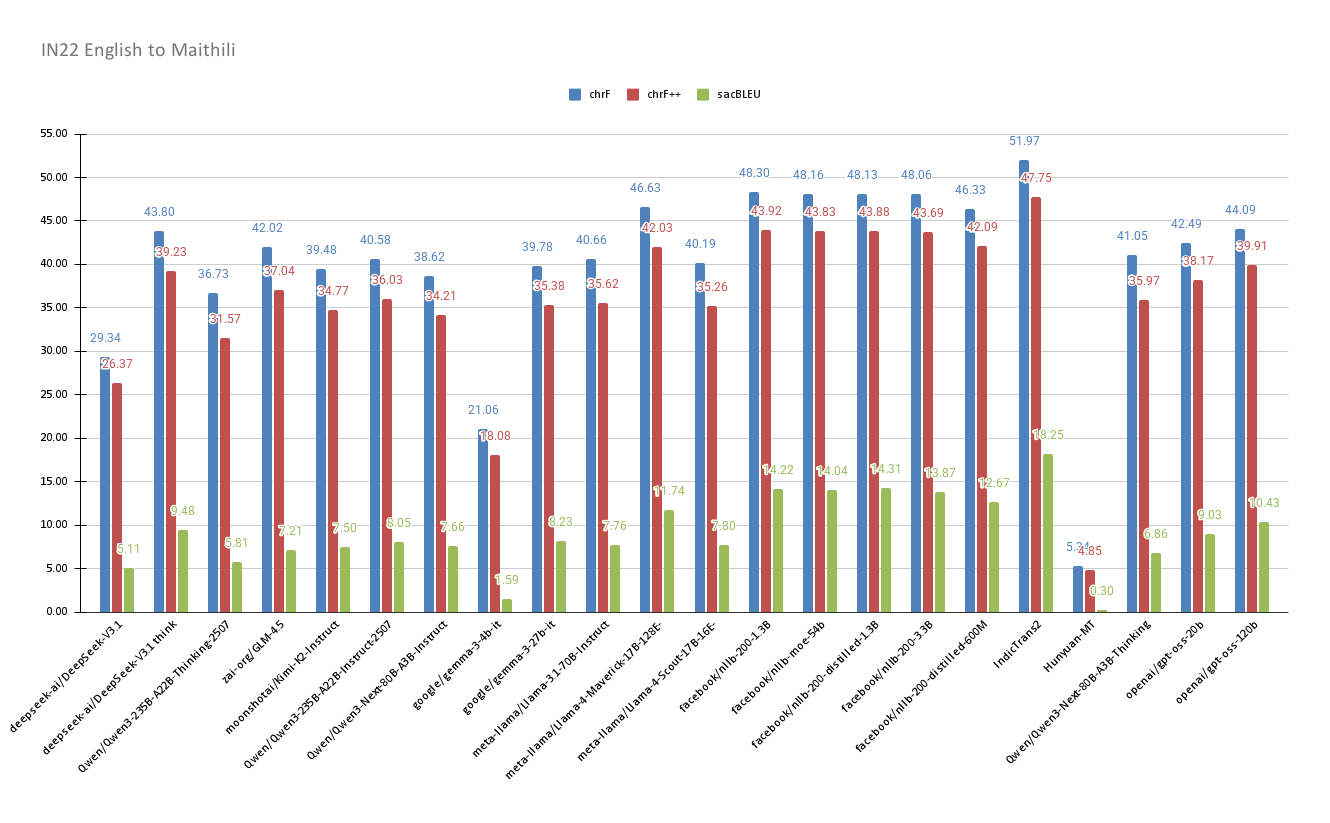 IN22 English to Maithili
chrF chrF++ sacBLEU
55.00
50.00
45.00
40.00
35.00
30.00
25.00
20.00
15.00
10.00
5.00
0.00
29.34 26.37 5.11
43.80 39.23 9.48
36.73 31.57 5.81
42.02 37.04 7.21
39.48 34.77 7.50
40.58 36.03 8.05
38.62 34.21 7.66
21.06 18.08 1.59
39.78 35.38 8.23
40.66 35.62 7.76
46.63 42.03 11.74
40.19 35.26 7.80
48.30 43.92 14.22
48.16 43.83 14.04
48.13 43.88 14.31
48.06 43.69 13.87
46.33 42.09 12.67
51.97 47.75 18.25
5.34 4.85 0.30
41.05 35.97 6.86
42.49 38.17 9.03
44.09 39.91 10.43
deepseek-ai/DeepSeek-V3.1
deepseek-ai/DeepSeek-V3.1 think
Qwen/Qwen3-235B-A22B-Thinking-2507
zai-org/GLM-4.5
moonshotai/Kimi-K2-Instruct
Qwen/Qwen3-235B-A22B-Instruct-2507
Qwen/Qwen3-Next-80B-A3B-Instruct
google/gemma-3-4b-it
google/gemma-3-27b-it
meta-llama/Llama-3.1-70B-Instruct
meta-llama/Llama-4-Maverick-17B-128E-
meta-llama/Llama-4-Scout-17B-16E-
facebook/nllb-200-1.3B
facebook/nllb-moe-54b
facebook/nllb-200-distilled-1.3B
facebook/nllb-200-3.3B
facebook/nllb-200-distilled-600M
IndicTrans2
Hunyuan-MT
Qwen/Qwen3-Next-80B-A3B-Thinking
openai/gpt-oss-20b
openai/gpt-oss-120b